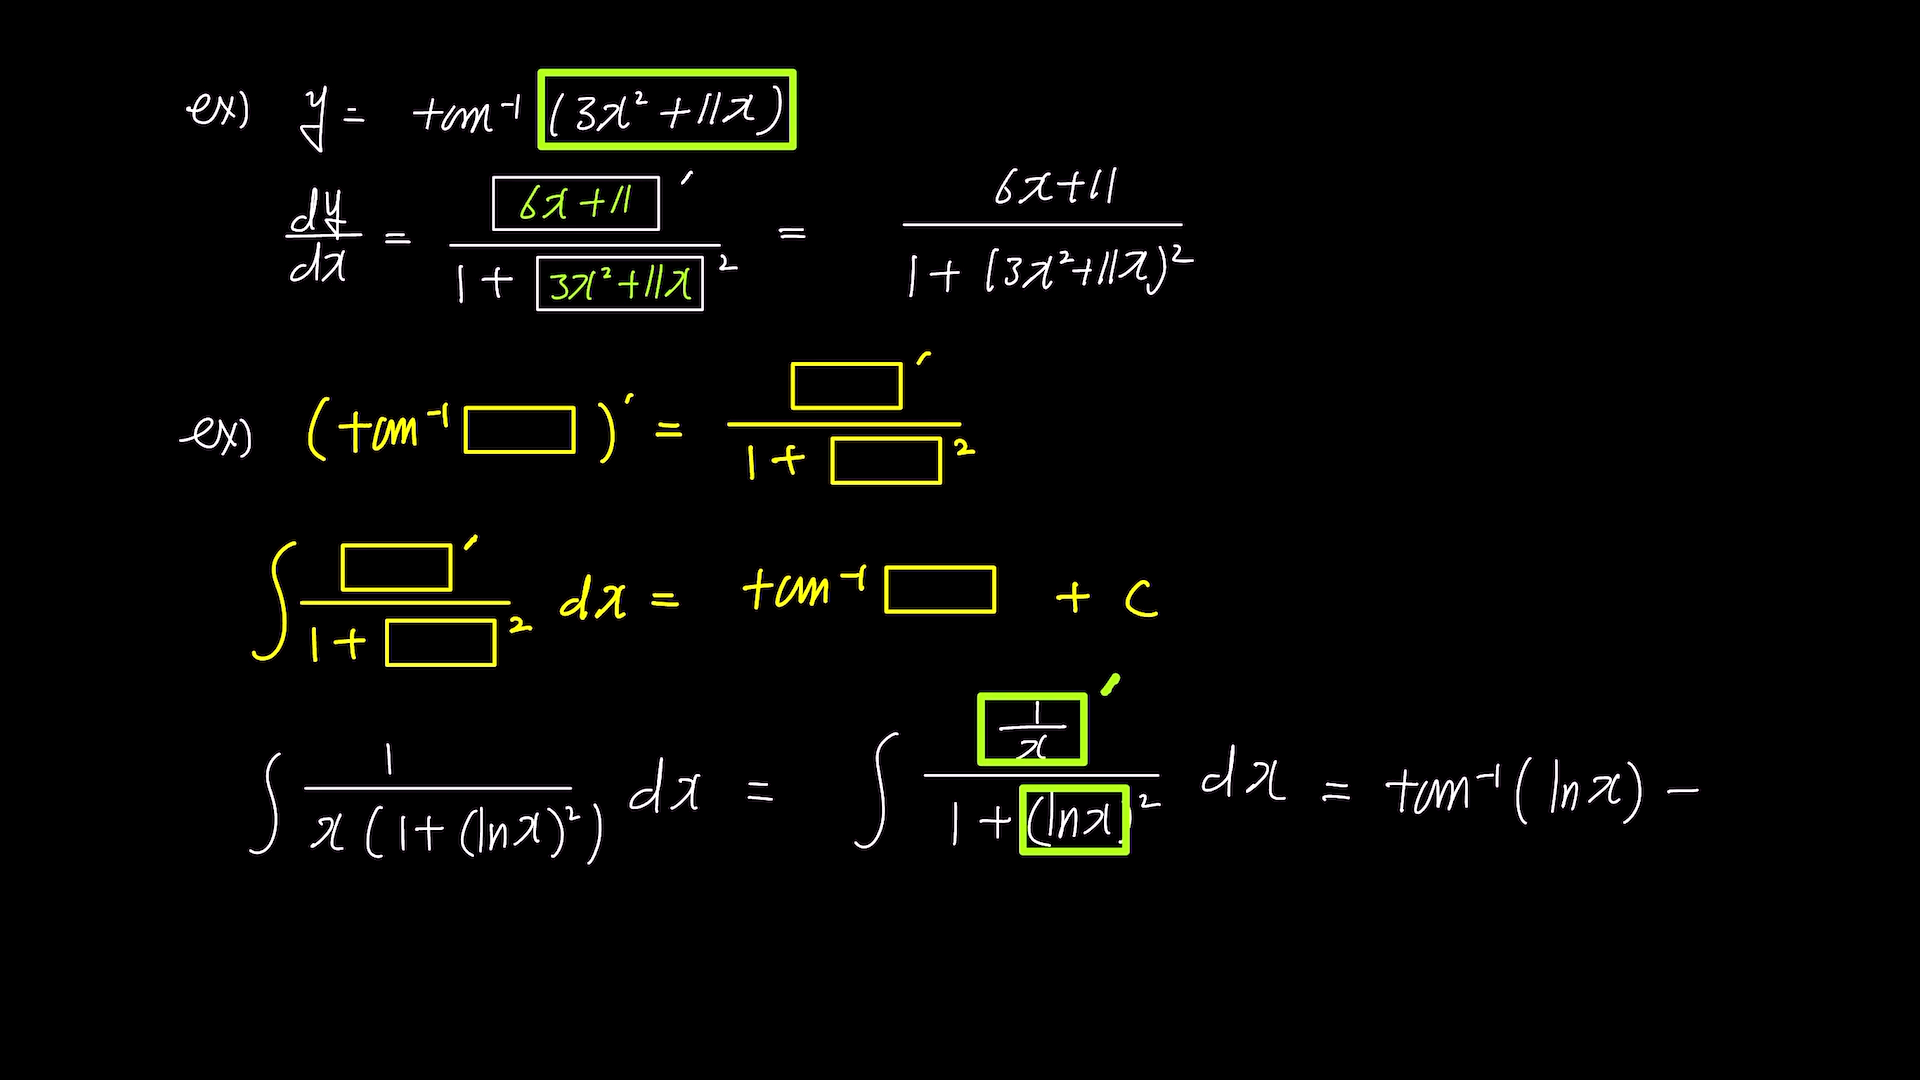 ex) y = tan⁻¹ (3x² + 11x)
dy/dx = (6x + 11)′ / (1 + (3x² + 11x)²) = (6x + 11) / (1 + (3x² + 11x)²)
ex) (tan⁻¹ □)′ = □′ / (1 + □²)
∫ □′ / (1 + □²) dx = tan⁻¹ □ + c
∫ 1 / (x(1 + (lnx)²)) dx = ∫ (1/x)′ / (1 + (lnx)²) dx = tan⁻¹(lnx) −